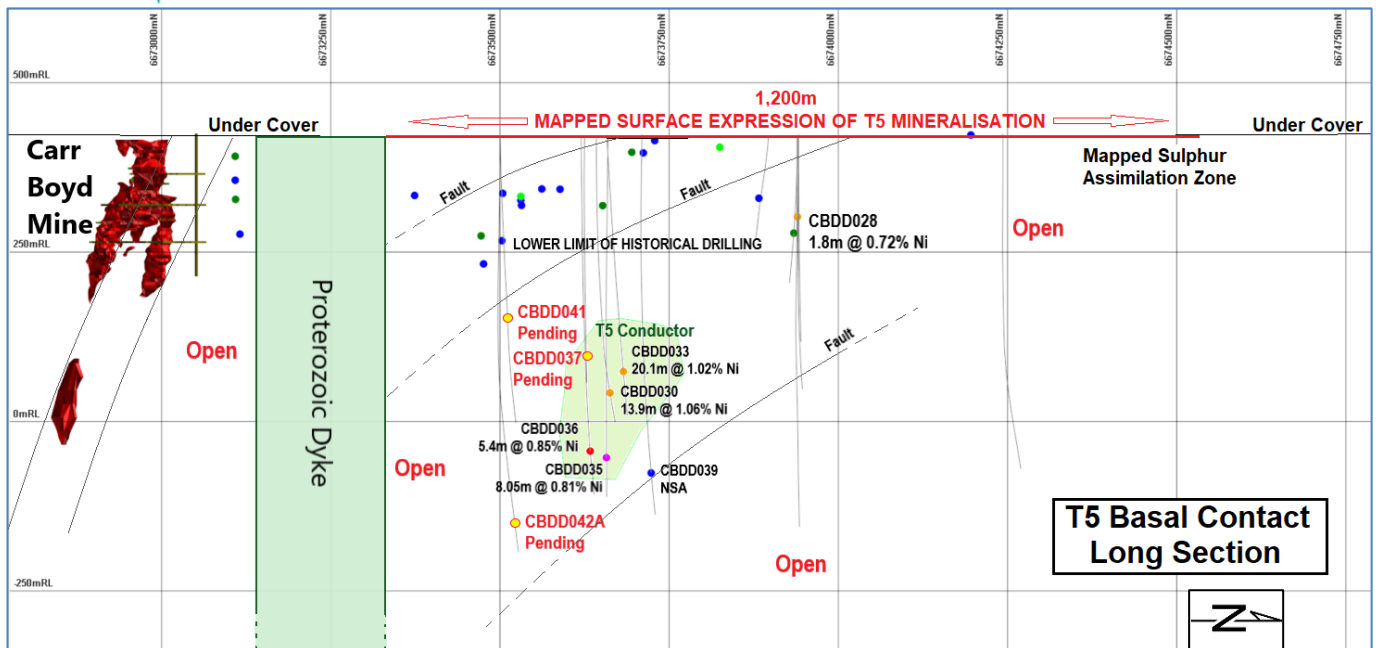 6673000mN
6673250mN
6673500mN
6673750mN
6674000mN
6674250mN
6674500mN
6674750mN
500mRL
1,200m
MAPPED SURFACE EXPRESSION OF T5 MINERALISATION
Under Cover
Under Cover
Carr
Boyd
Mine
Mapped Sulphur
Assimilation Zone
Fault
Fault
CBDD028
1.8m @ 0.72% Ni
Open
LOWER LIMIT OF HISTORICAL DRILLING
250mRL
Proterozoic Dyke
CBDD041
Pending
T5 Conductor
Fault
Open
CBDD037
Pending
CBDD033
20.1m @ 1.02% Ni
CBDD030
13.9m @ 1.06% Ni
0mRL
CBDD036
5.4m @ 0.85% Ni
Open
CBDD035
8.05m @ 0.81% Ni
CBDD039
NSA
CBDD042A
Pending
Open
T5 Basal Contact
Long Section
-250mRL
N